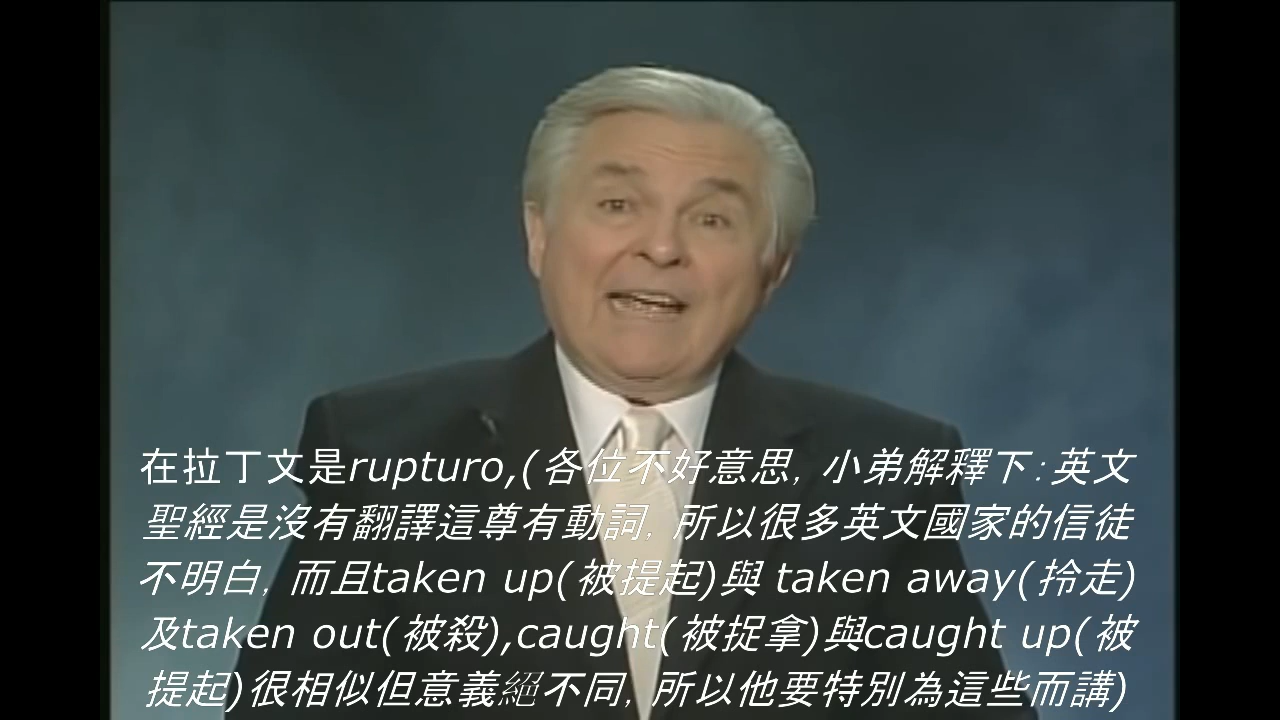 在拉丁文是rupturo,(各位不好意思，小弟解釋下:英文
聖經是沒有翻譯這尊有動詞，所以很多英文國家的信徒
不明白，而且taken up(被提起)與 taken away(拎走)
及taken out(被殺),caught(被捉拿)與caught up(被
提起)很相似但意義絕不同，所以他要特別為這些而講)